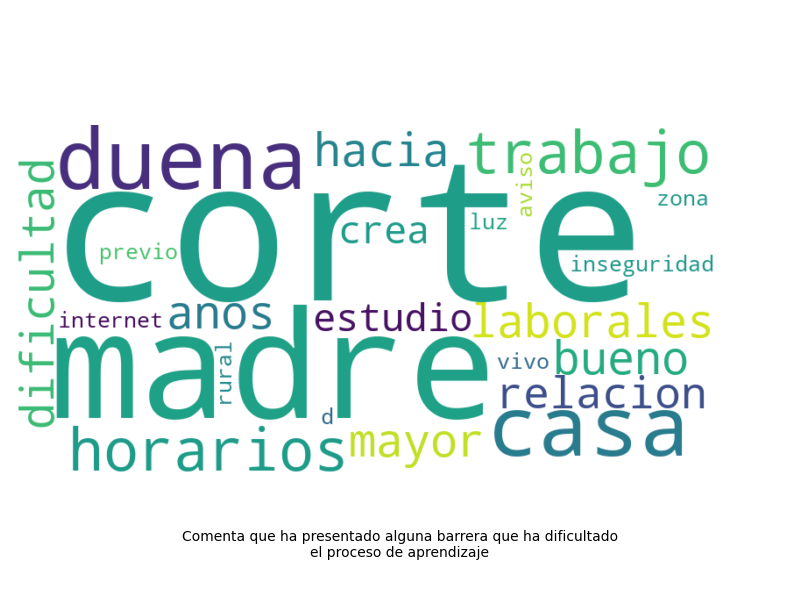 duena
hacia
trabajo
aviso
dificultad
corte
zona
luz
crea
previo
inseguridad
internet
anos
estudio
laborales
madre
rural
vivo
bueno
relacion
d
casa
horarios
mayor
Comenta que ha presentado alguna barrera que ha dificultado
el proceso de aprendizaje